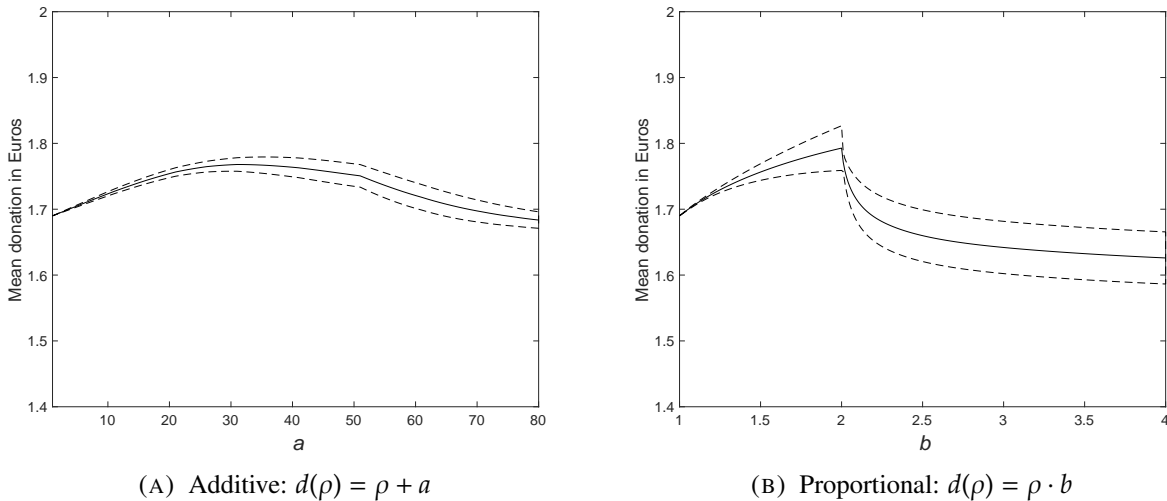 2
1.9
1.8
1.7
1.6
1.5
1.4
Mean donation in Euros
10 20 30 40 50 60 70 80
a
(A) Additive: d(ρ) = ρ + a
2
1.9
1.8
1.7
1.6
1.5
1.4
Mean donation in Euros
1 1.5 2 2.5 3 3.5 4
b
(B) Proportional: d(ρ) = ρ · b